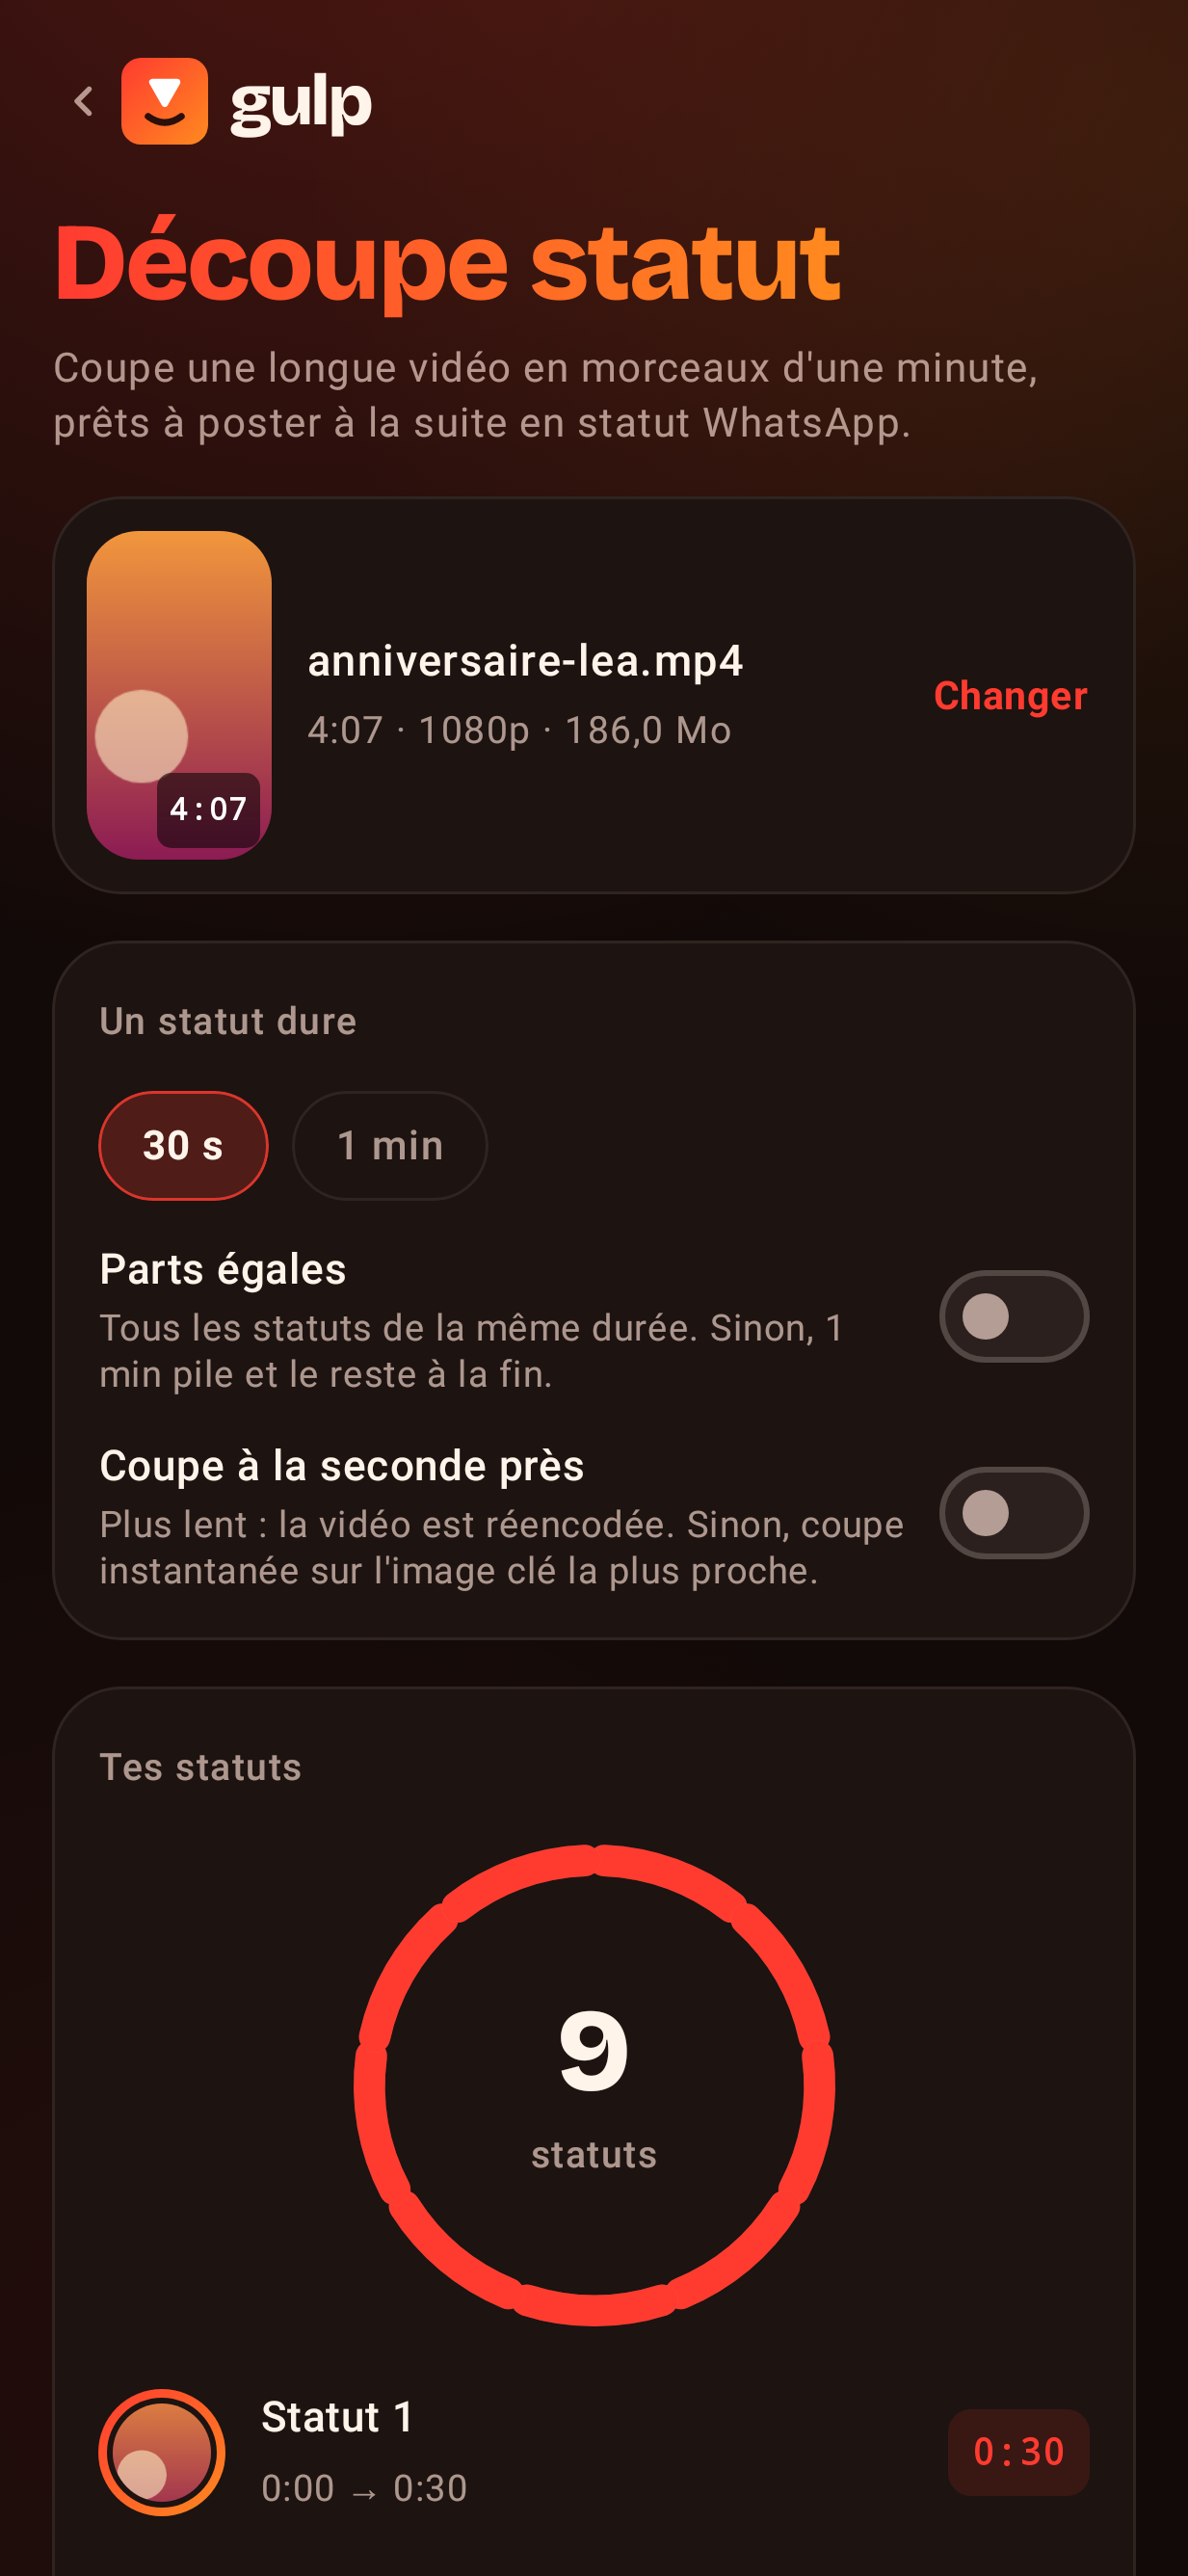 gulp
Découpe statut
Coupe une longue vidéo en morceaux d'une minute,
prêts à poster à la suite en statut WhatsApp.
4:07
anniversaire-lea.mp4
4:07 · 1080p · 186,0 Mo
Changer
Un statut dure
30 s
1 min
Parts égales
Tous les statuts de la même durée. Sinon, 1
min pile et le reste à la fin.
Coupe à la seconde près
Plus lent : la vidéo est réencodée. Sinon, coupe
instantanée sur l'image clé la plus proche.
Tes statuts
9
statuts
Statut 1
0:00 → 0:30
0:30